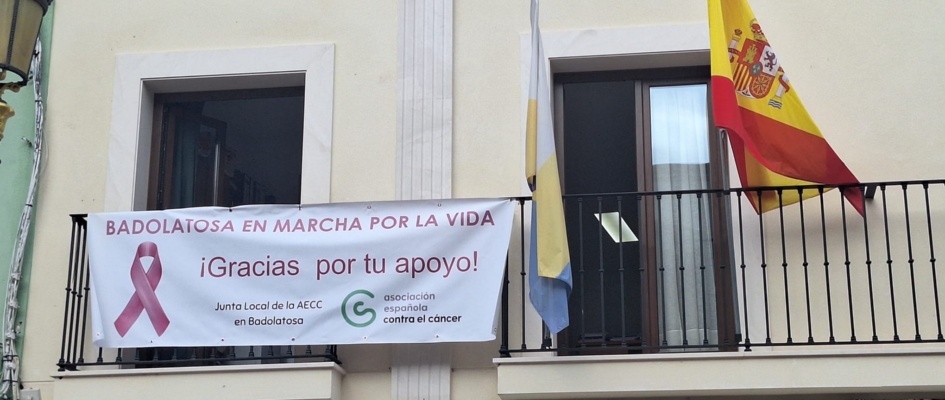 BADOLATOSA EN MARCHA POR LA VIDA
¡Gracias por tu apoyo!
Junta Local de la AECC
en Badolatosa
asociación
española
contra el cáncer